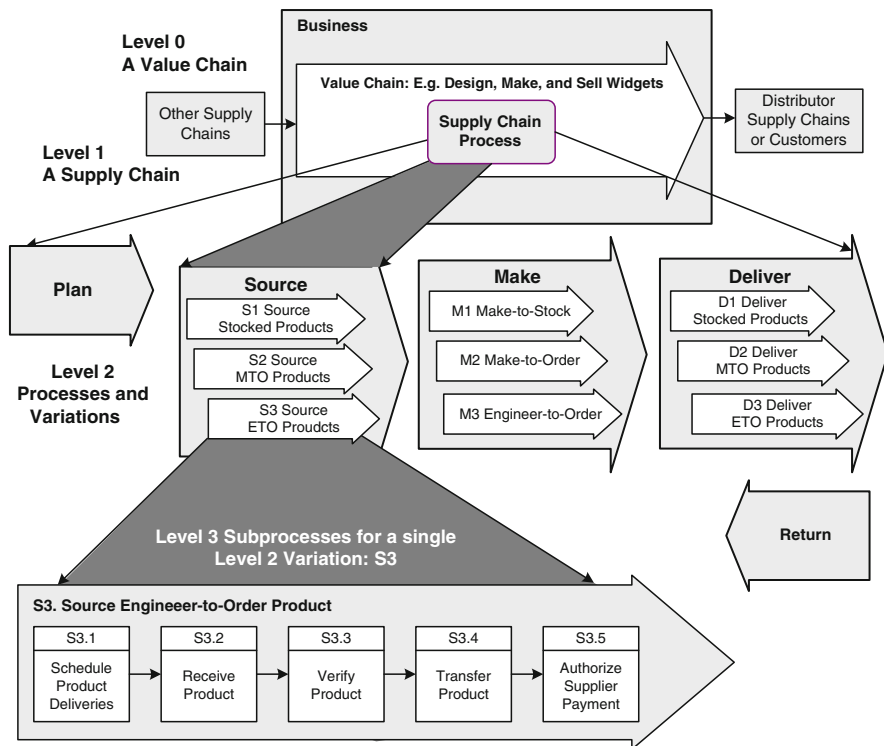 Level 0
A Value Chain
Business
Value Chain: E.g. Design, Make, and Sell Widgets
Other Supply
Chains
Supply Chain
Process
Distributor
Supply Chains
or Customers
Level 1
A Supply Chain
Plan
Source
S1 Source
Stocked Products
S2 Source
MTO Products
S3 Source
ETO Proudcts
Make
M1 Make-to-Stock
M2 Make-to-Order
M3 Engineer-to-Order
Deliver
D1 Deliver
Stocked Products
D2 Deliver
MTO Products
D3 Deliver
ETO Products
Level 2
Processes and
Variations
Return
Level 3 Subprocesses for a single
Level 2 Variation: S3
S3. Source Engineeer-to-Order Product
S3.1
Schedule
Product
Deliveries
S3.2
Receive
Product
S3.3
Verify
Product
S3.4
Transfer
Product
S3.5
Authorize
Supplier
Payment